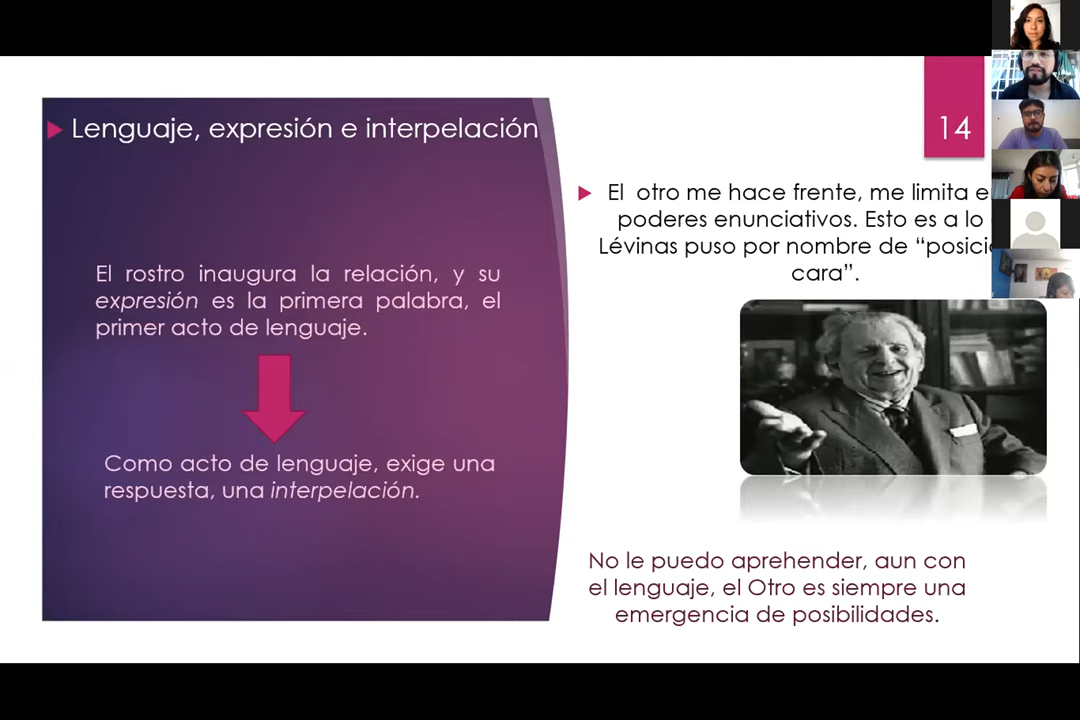 Lenguaje, expresión e interpelación
El rostro inaugura la relación, y su
expresión es la primera palabra, el
primer acto de lenguaje.
Como acto de lenguaje, exige una
respuesta, una interpelación.
14
El otro me hace frente, me limita
poderes enunciativos. Esto es a lo
Lévinas puso por nombre de
cara”.
No le puedo aprehender, aun con
el lenguaje, el Otro es siempre una
emergencia de posibilidades.